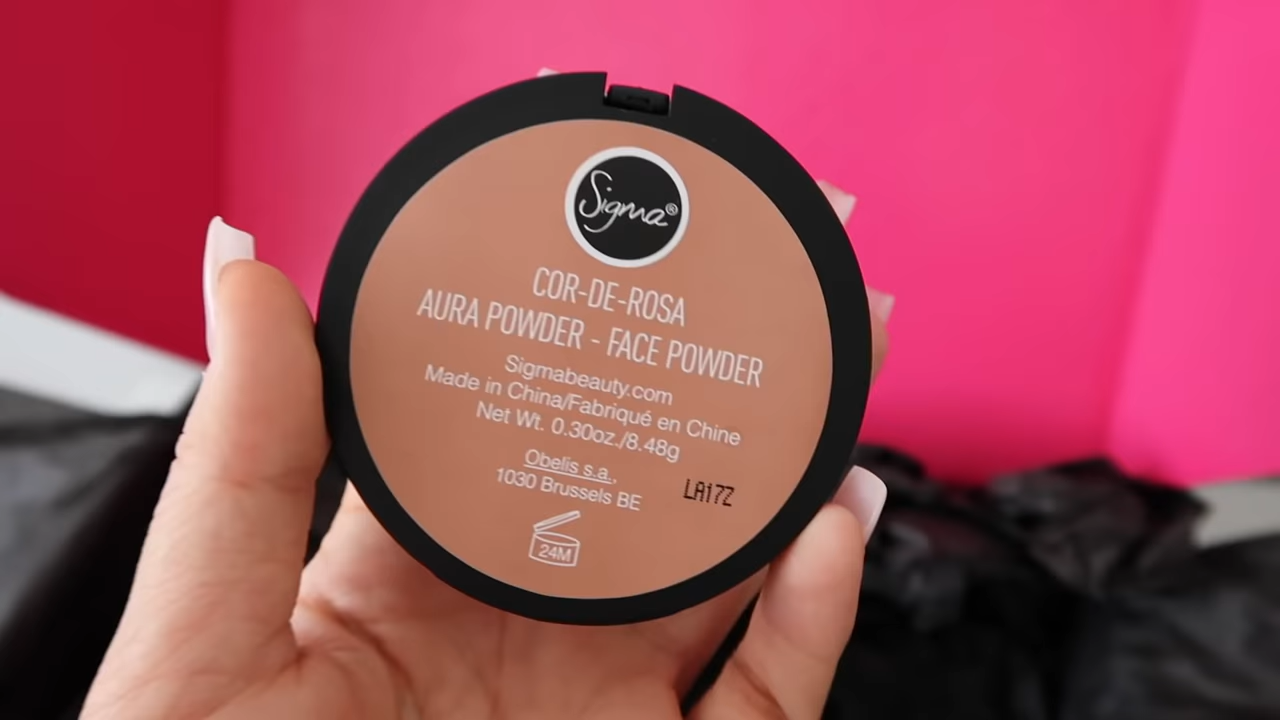 Sigma®
COR-DE-ROSA
AURA POWDER - FACE POWDER
Sigmabeauty.com
Made in China/Fabriqué en Chine
Net Wt. 0.30oz./8.48g
Obelis s.a.,
1030 Brussels BE
LA17Z
24M